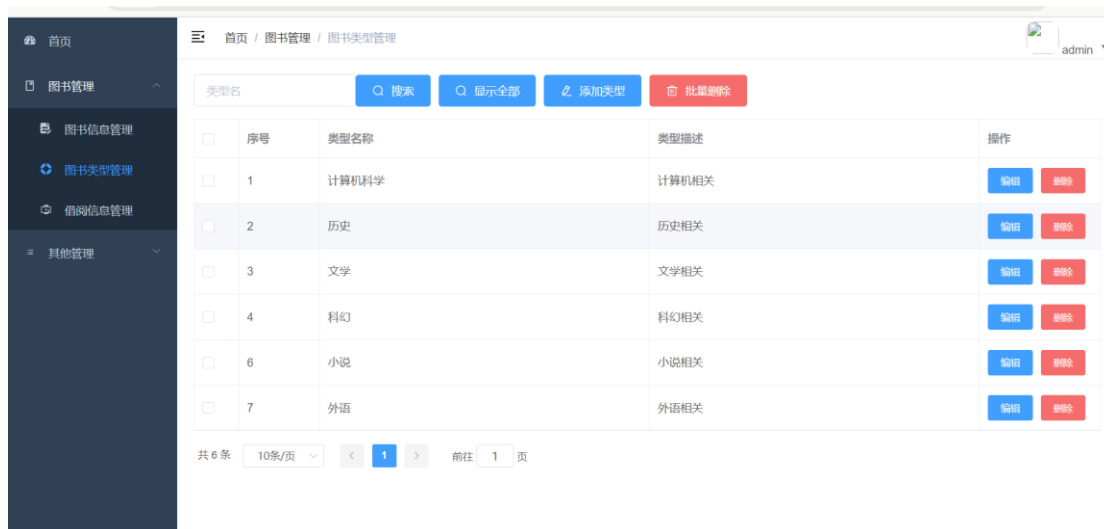 首页
图书管理
图书信息管理
图书类型管理
借阅信息管理
其他管理
首页 / 图书管理 / 图书类型管理
admin
类型名 搜索 显示全部 添加类型 批量删除
序号 类型名称 类型描述 操作
1 计算机科学 计算机相关 编辑 删除
2 历史 历史相关 编辑 删除
3 文学 文学相关 编辑 删除
4 科幻 科幻相关 编辑 删除
6 小说 小说相关 编辑 删除
7 外语 外语相关 编辑 删除
共 6 条 10条/页 1 前往 1 页